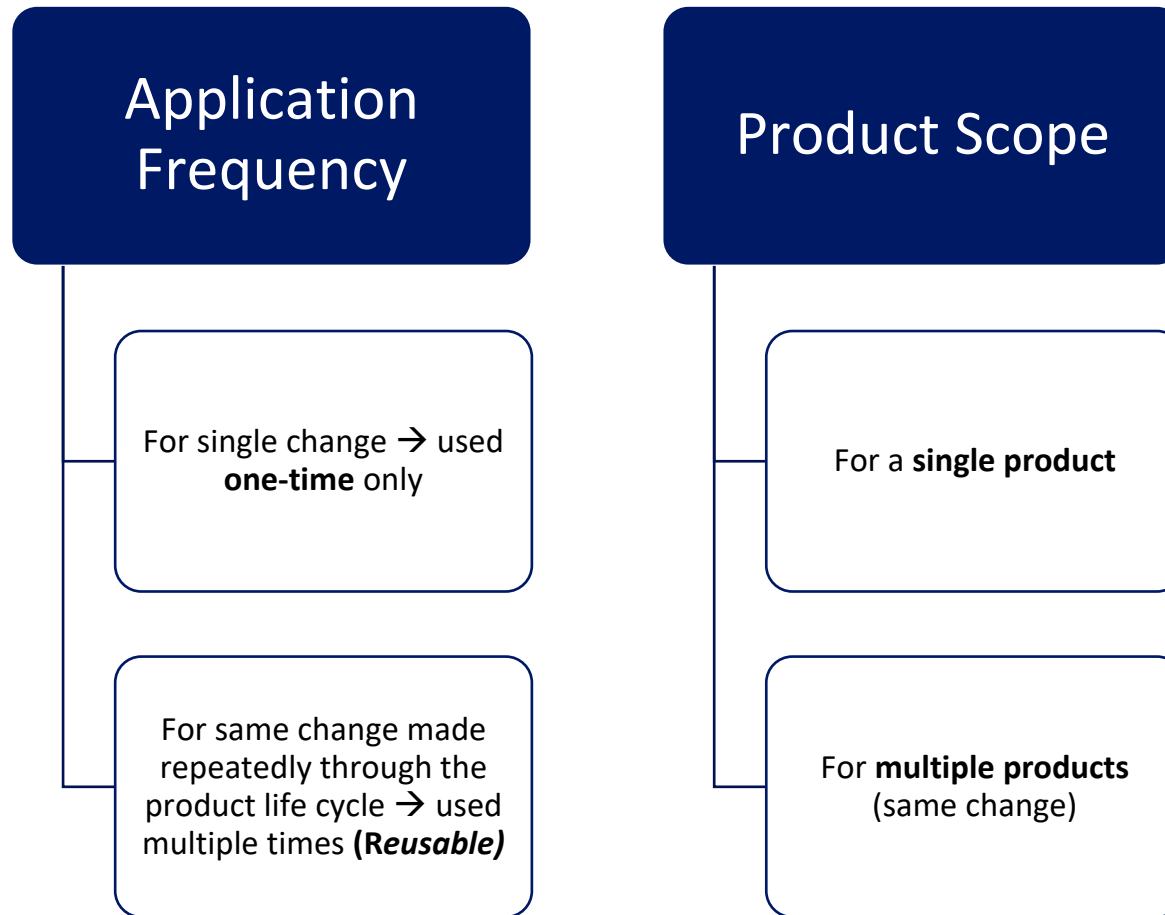 Application
Frequency
For single change → used
one-time only
For same change made
repeatedly through the
product life cycle → used
multiple times (Reusable)
Product Scope
For a single product
For multiple products
(same change)